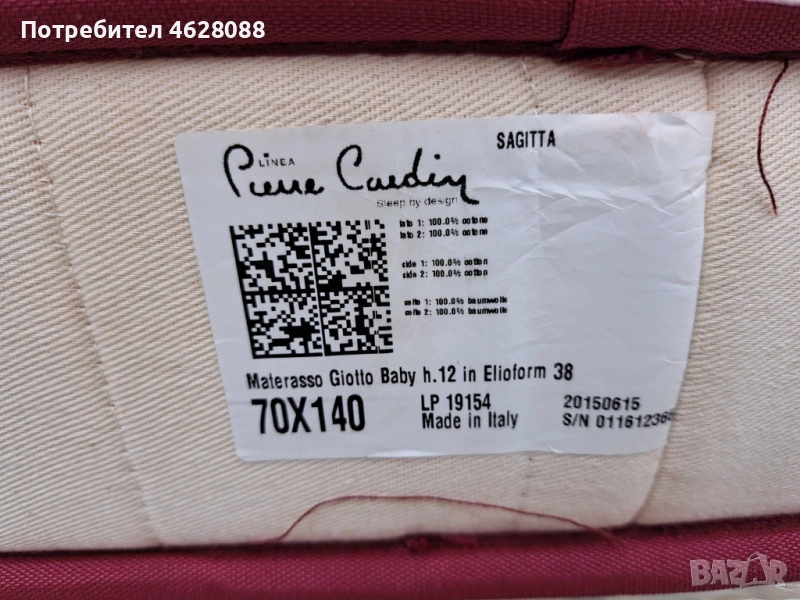 Потребител 4628088
SAGITTA
LINEA
Pierre Cardin
Sleep by design
lato 1: 100.0% cotone
lato 2: 100.0% cotone
side 1: 100.0% cotton
side 2: 100.0% cotton
seite 1: 100.0% baumwolle
seite 2: 100.0% baumwolle
Materasso Giotto Baby h.12 in Elioform 38
70X140
LP 19154
20150615
Made in Italy
S/N 01161236
BAZAR